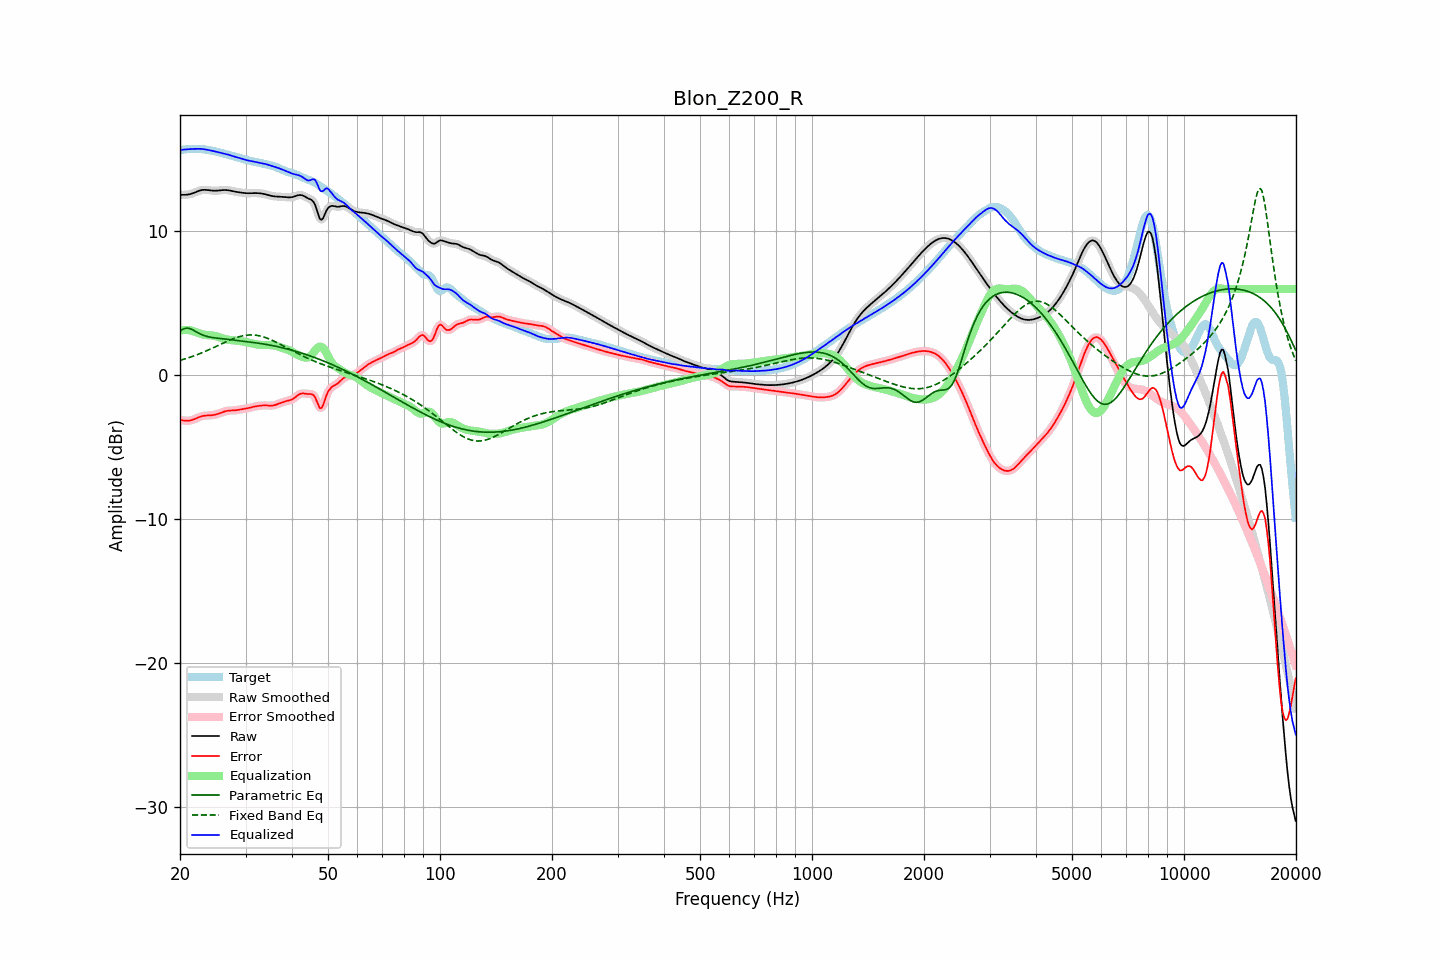 Blon_Z200_R
Amplitude (dBr)
10
0
−10
−20
−30
Target
Raw Smoothed
Error Smoothed
Raw
Error
Equalization
Parametric Eq
Fixed Band Eq
Equalized
20 50 100 200 500 1000 2000 5000 10000 20000
Frequency (Hz)